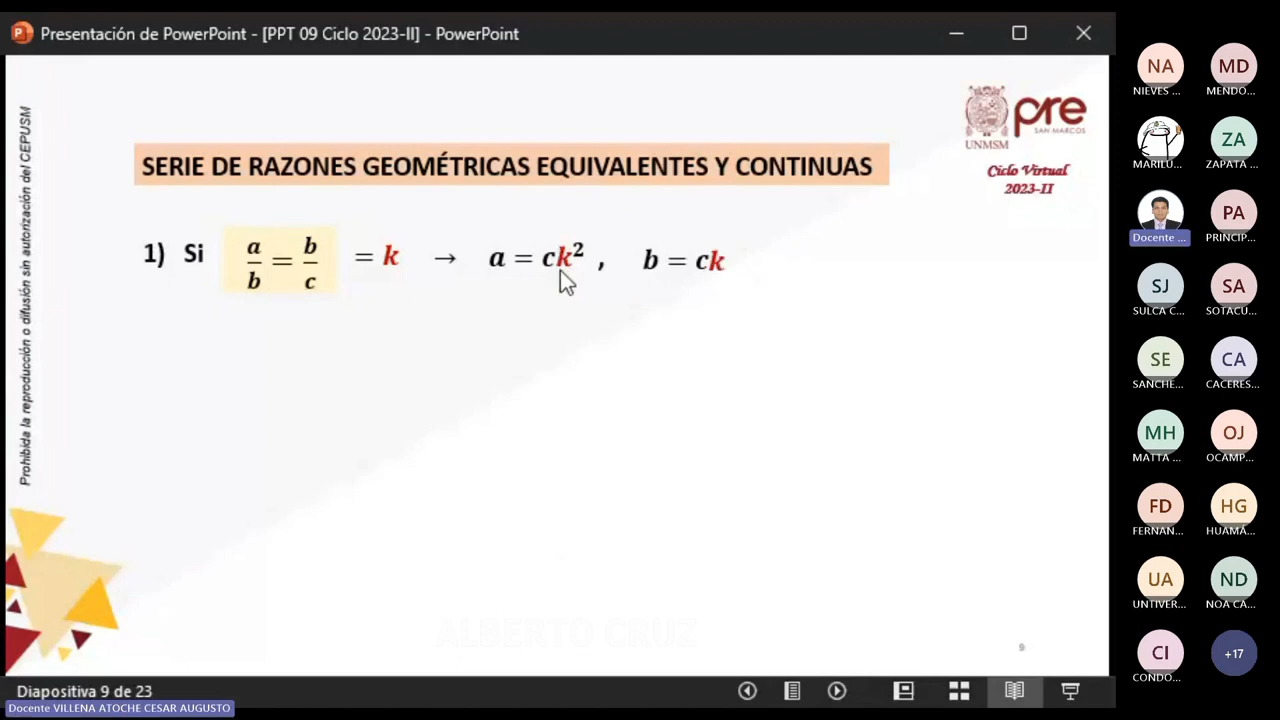 Presentación de PowerPoint - [PPT 09 Ciclo 2023-II] - PowerPoint
Prohibida la reproducción o difusión sin autorización del CEPUSM
UNMSM
pre
SAN MARCOS
Ciclo Virtual
2023-II
SERIE DE RAZONES GEOMÉTRICAS EQUIVALENTES Y CONTINUAS
1) Si a/b = b/c = k → a = ck² , b = ck
ALBERTO CRUZ
9
Diapositiva 9 de 23
Docente VILLENA ATOCHE CESAR AUGUSTO
NA
NIEVES ...
MD
MENDO...
MARILÚ...
ZA
ZAPATA ...
Docente ...
PA
PRINCIP...
SJ
SULCA C...
SA
SOTACU...
SE
SANCHE...
CA
CACERES...
MH
MATTA ...
OJ
OCAMP...
FD
FERNAN...
HG
HUAMÁ...
UA
UNTIVER...
ND
NOA CA...
CI
CONDO...
+17